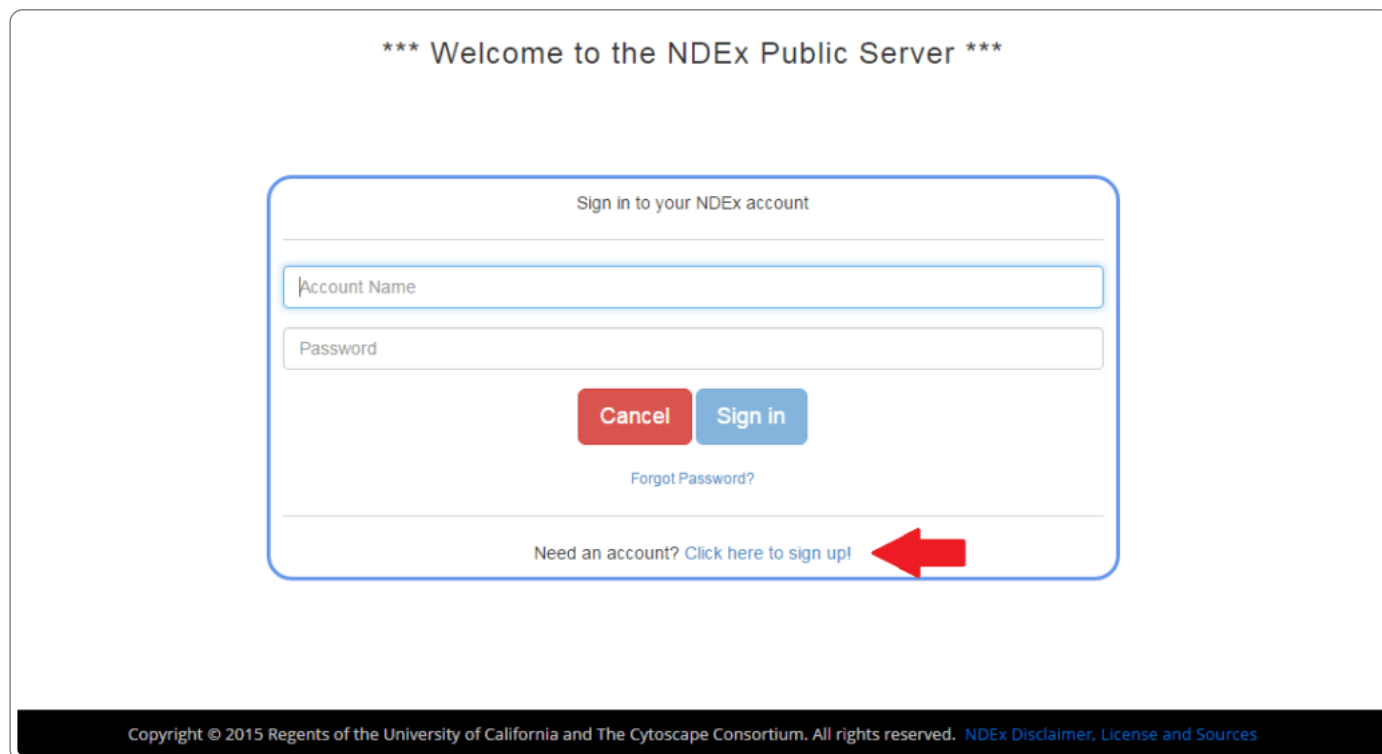 *** Welcome to the NDEx Public Server ***
Sign in to your NDEx account
Account Name
Password
Cancel Sign in
Forgot Password?
Need an account? Click here to sign up!
Copyright © 2015 Regents of the University of California and The Cytoscape Consortium. All rights reserved. NDEx Disclaimer, License and Sources